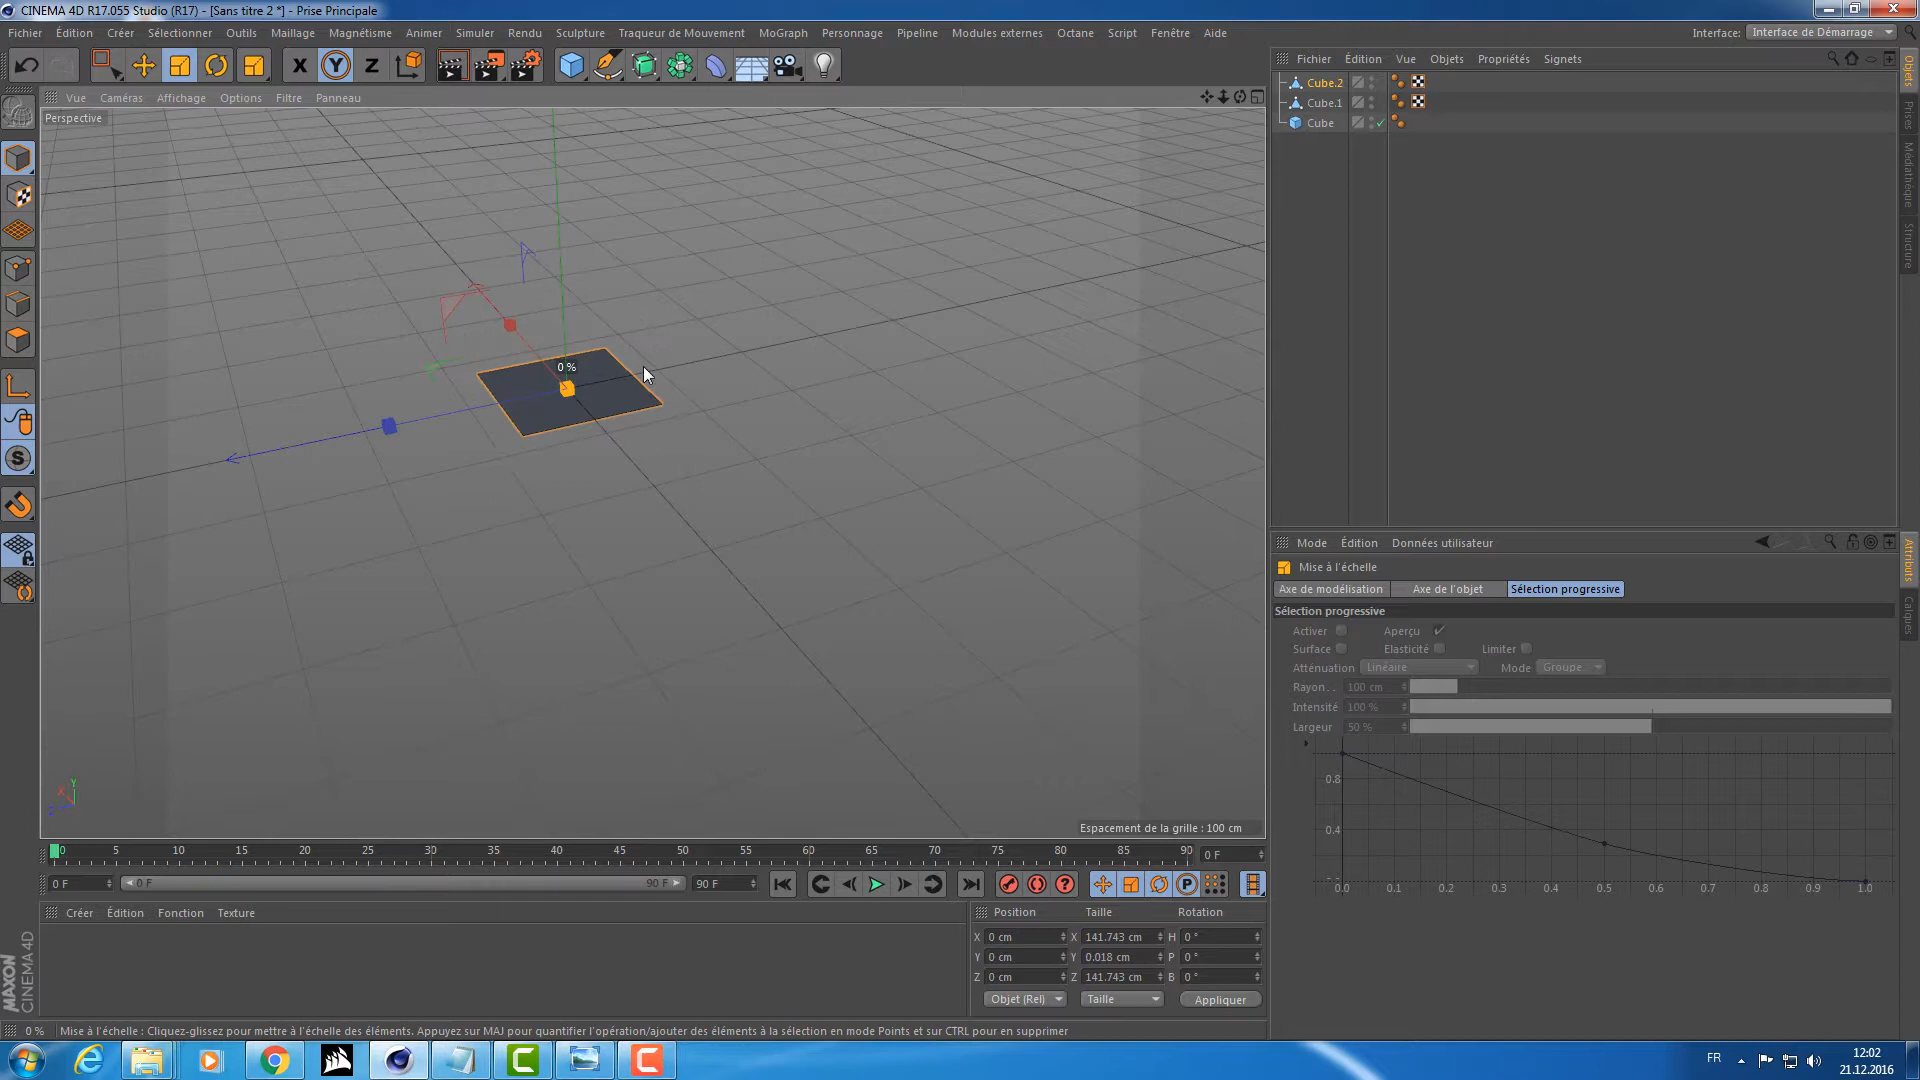 CINEMA 4D R17.055 Studio (R17) - [Sans titre 2 *] - Prise Principale
Fichier Édition Créer Sélectionner Outils Maillage Magnétisme Animer Simuler Rendu Sculpture Traqueur de Mouvement MoGraph Personnage Pipeline Modules externes Octane Script Fenêtre Aide Interface: Interface de Démarrage
X Y Z
Fichier Édition Vue Objets Propriétés Signets
Vue Caméras Affichage Options Filtre Panneau
Perspective
Cube.2
Cube.1
Cube
Objets
Prises
Médiathèque
Structure
0 %
S
Y
X
Z
Espacement de la grille : 100 cm
Mode Édition Données utilisateur
Mise à l'échelle
Axe de modélisation Axe de l'objet Sélection progressive
Sélection progressive
Activer Aperçu
Surface Elasticité Limiter
Atténuation Linéaire Mode Groupe
Rayon . . 100 cm
Intensité 100 %
Largeur 50 %
0.8
0.4
0.0 0.1 0.2 0.3 0.4 0.5 0.6 0.7 0.8 0.9 1.0
Attributs
Calques
0 5 10 15 20 25 30 35 40 45 50 55 60 65 70 75 80 85 90 0 F
0 F 0 F 90 F 90 F
P
Créer Édition Fonction Texture
Position Taille Rotation
X 0 cm X 141.743 cm H 0 °
Y 0 cm Y 0.018 cm P 0 °
Z 0 cm Z 141.743 cm B 0 °
Objet (Rel) Taille Appliquer
MAXON
CINEMA 4D
0 % Mise à l'échelle : Cliquez-glissez pour mettre à l'échelle des éléments. Appuyez sur MAJ pour quantifier l'opération/ajouter des éléments à la sélection en mode Points et sur CTRL pour en supprimer
FR
12:02
21.12.2016